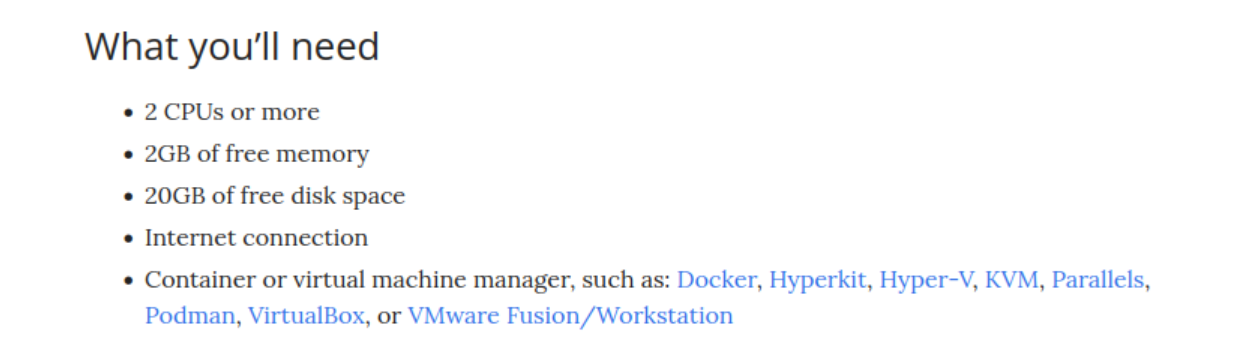 What you’ll need
• 2 CPUs or more
• 2GB of free memory
• 20GB of free disk space
• Internet connection
• Container or virtual machine manager, such as: Docker, Hyperkit, Hyper-V, KVM, Parallels,
Podman, VirtualBox, or VMware Fusion/Workstation